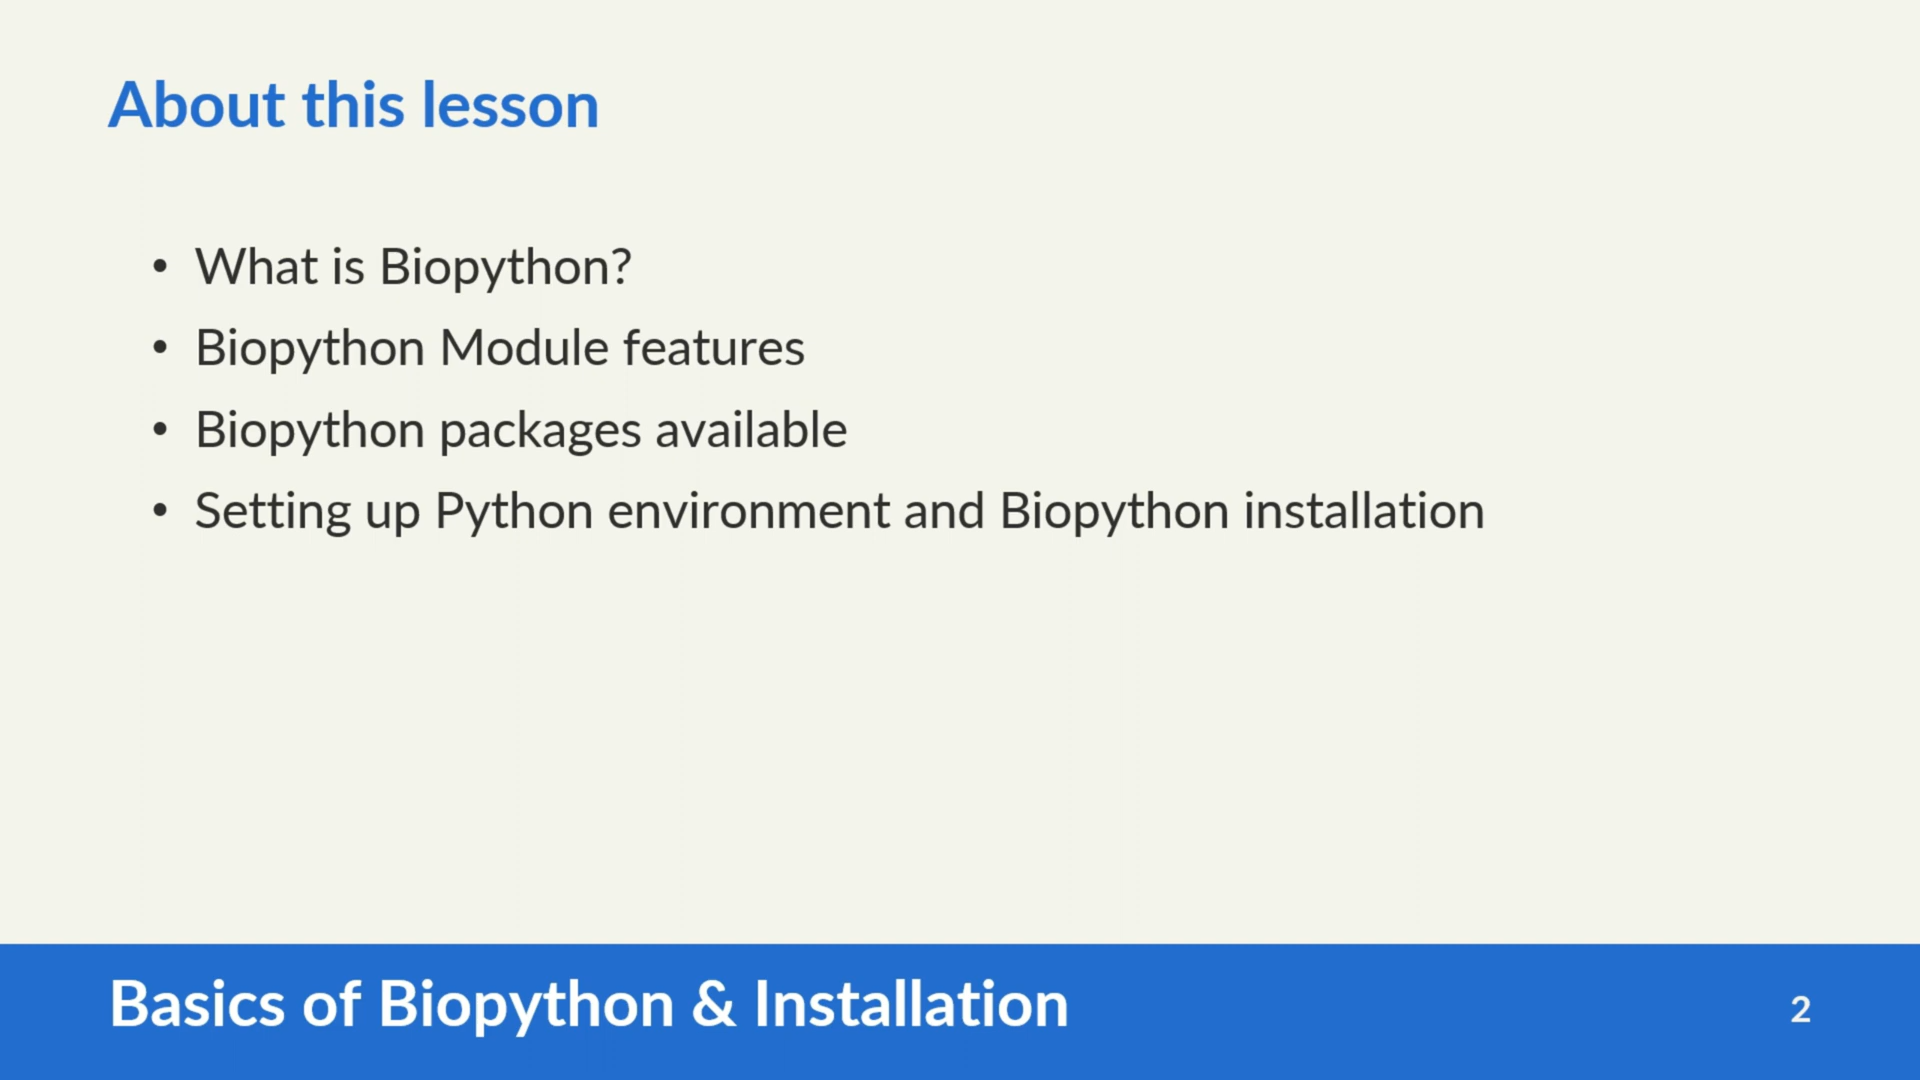 About this lesson
• What is Biopython?
• Biopython Module features
• Biopython packages available
• Setting up Python environment and Biopython installation
Basics of Biopython & Installation
2